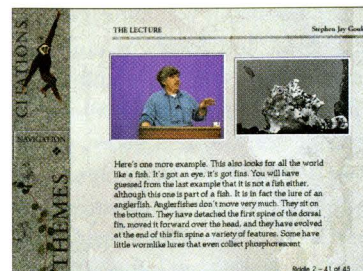 THE LECTURE
Stephen Jay Gould
CITATIONS
NAVIGATION
THEMES
Here's one more example. This also looks for all the world
like a fish. It's got an eye, it's got fins. You will have
guessed from the last example that it is not a fish either,
although this one is part of a fish. It is in fact the lure of an
anglerfish. Anglerfishes don't move very much. They sit on
the bottom. They have detached the first spine of the dorsal
fin, moved it forward over the head, and they have evolved
at the end of this fin spine a variety of features. Some have
little wormlike lures that even collect phosphorescent
2 - 41 of 43